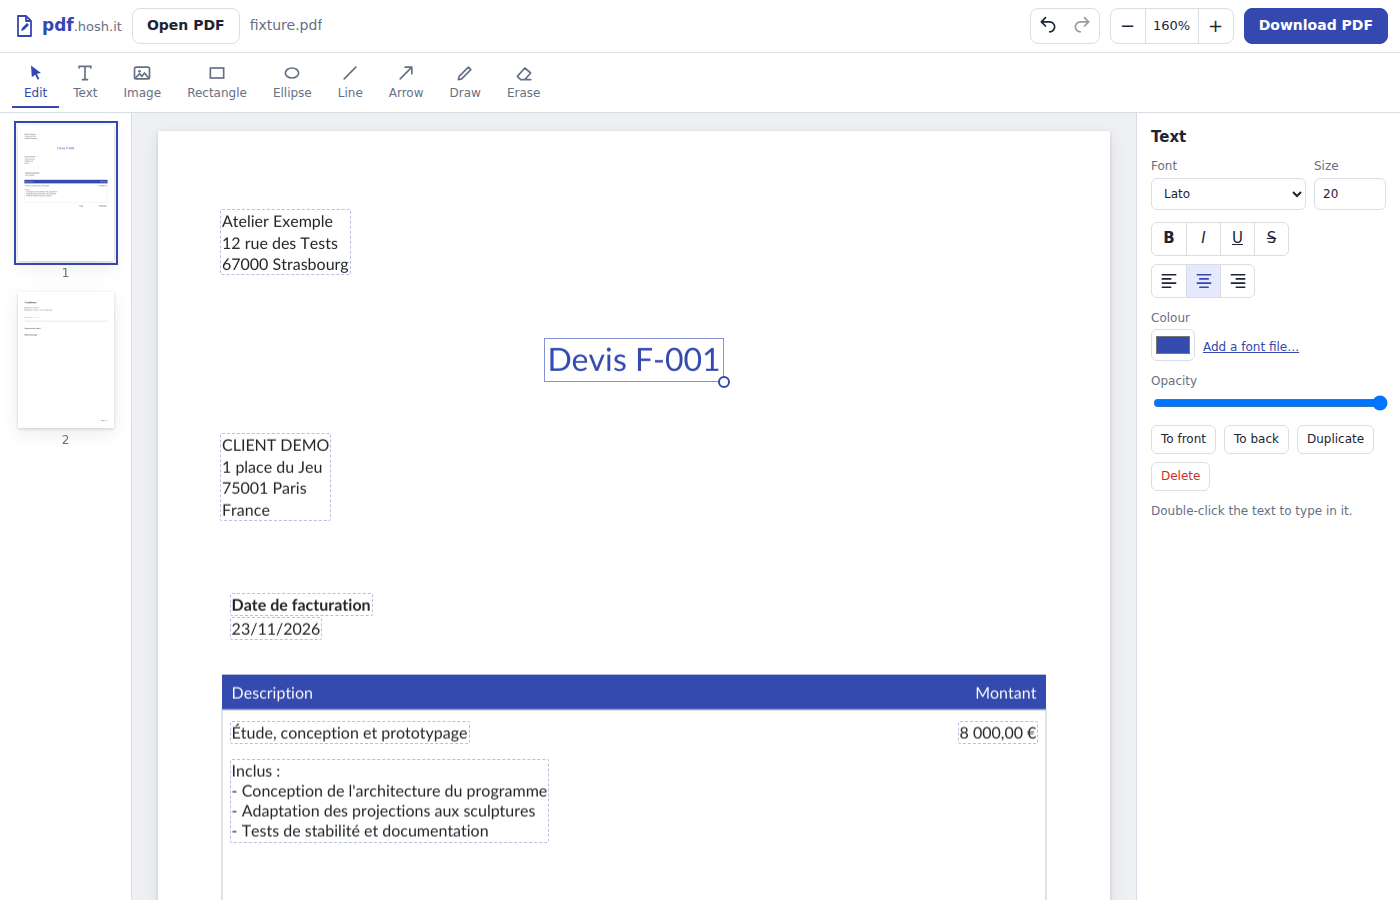 pdf.hosh.it
Open PDF
fixture.pdf
160%
Download PDF
Edit
Text
Image
Rectangle
Ellipse
Line
Arrow
Draw
Erase
1
2
Atelier Exemple
12 rue des Tests
67000 Strasbourg
Devis F-001
CLIENT DEMO
1 place du Jeu
75001 Paris
France
Date de facturation
23/11/2026
Description Montant
Étude, conception et prototypage 8 000,00 €
Inclus :
- Conception de l'architecture du programme
- Adaptation des projections aux sculptures
- Tests de stabilité et documentation
Text
Font Size
Lato 20
B I U S
Colour
Add a font file...
Opacity
To front To back Duplicate
Delete
Double-click the text to type in it.